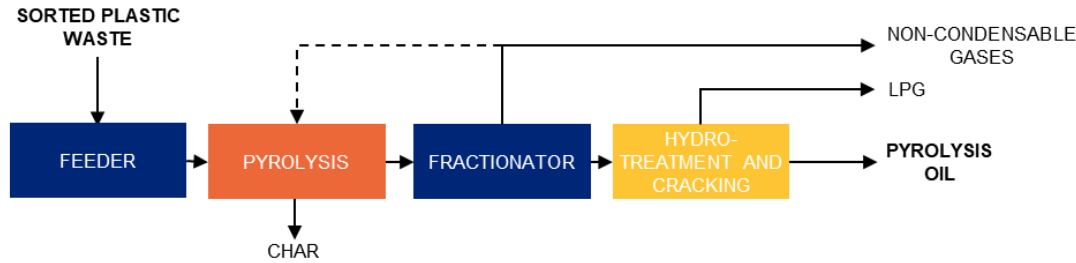 SORTED PLASTIC
WASTE
NON-CONDENSABLE
GASES
LPG
FEEDER
PYROLYSIS
FRACTIONATOR
HYDRO-
TREATMENT AND
CRACKING
PYROLYSIS
OIL
CHAR